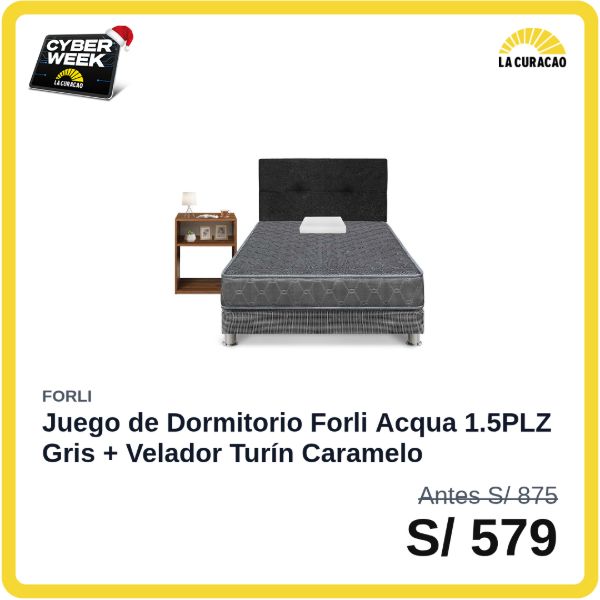 CYBER
WEEK
LA CURACAO
LA CURACAO
FORLI
Juego de Dormitorio Forli Acqua 1.5PLZ
Gris + Velador Turín Caramelo
Antes S/ 875
S/ 579